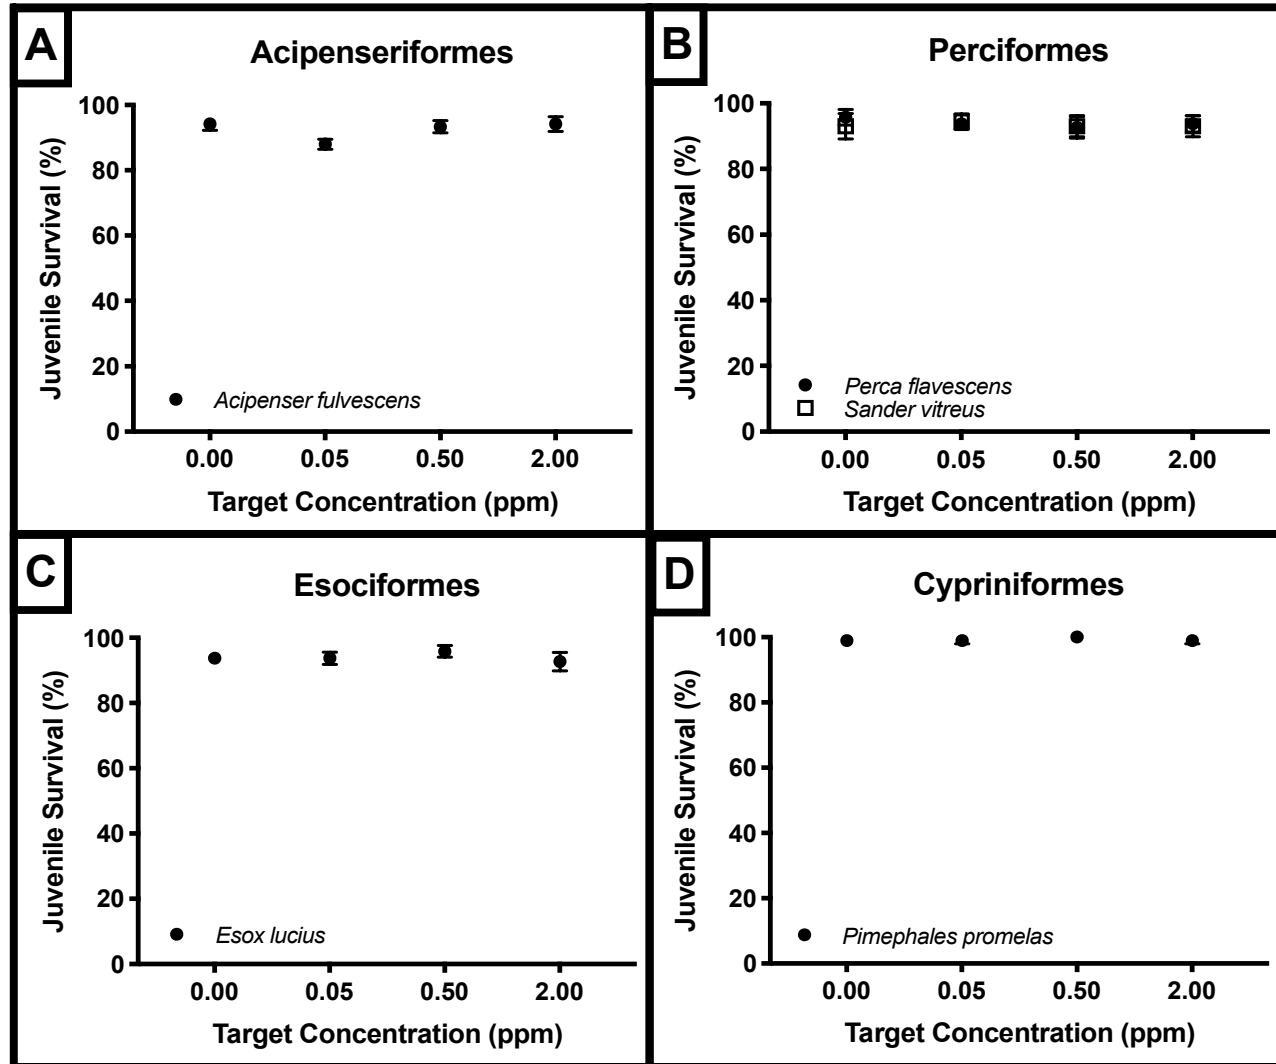 A
Acipenseriformes
Juvenile Survival (%)
100
80
60
40
20
0
Acipenser fulvescens
0.00 0.05 0.50 2.00
Target Concentration (ppm)
B
Perciformes
Juvenile Survival (%)
100
80
60
40
20
0
Perca flavescens
Sander vitreus
0.00 0.05 0.50 2.00
Target Concentration (ppm)
C
Esociformes
Juvenile Survival (%)
100
80
60
40
20
0
Esox lucius
0.00 0.05 0.50 2.00
Target Concentration (ppm)
D
Cypriniformes
Juvenile Survival (%)
100
80
60
40
20
0
Pimephales promelas
0.00 0.05 0.50 2.00
Target Concentration (ppm)